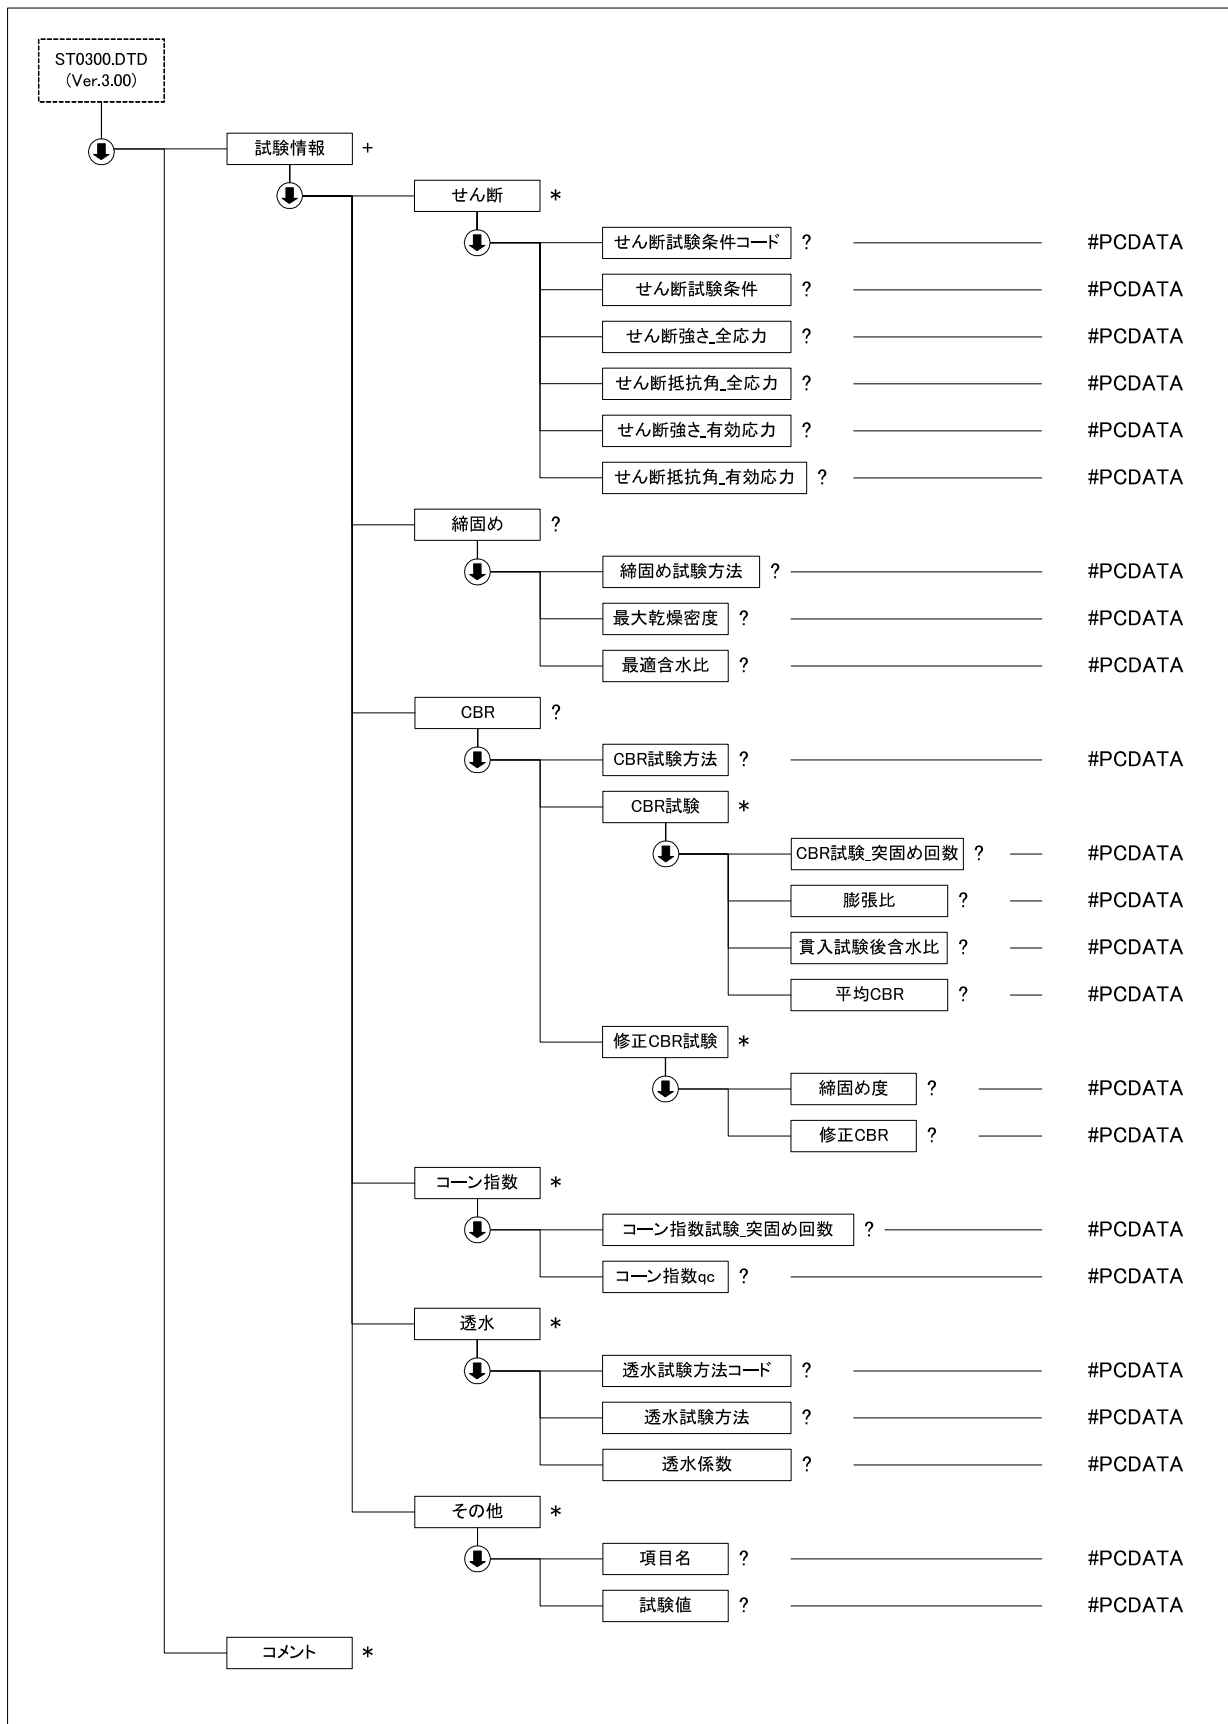 ST0300.DTD
(Ver.3.00)
試験情報 +
せん断 *
せん断試験条件コード ? #PCDATA
せん断試験条件 ? #PCDATA
せん断強さ_全応力 ? #PCDATA
せん断抵抗角_全応力 ? #PCDATA
せん断強さ_有効応力 ? #PCDATA
せん断抵抗角_有効応力 ? #PCDATA
締固め ?
締固め試験方法 ? #PCDATA
最大乾燥密度 ? #PCDATA
最適含水比 ? #PCDATA
CBR ?
CBR試験方法 ? #PCDATA
CBR試験 *
CBR試験_突固め回数 ? #PCDATA
膨張比 ? #PCDATA
貫入試験後含水比 ? #PCDATA
平均CBR ? #PCDATA
修正CBR試験 *
締固め度 ? #PCDATA
修正CBR ? #PCDATA
コーン指数 *
コーン指数試験_突固め回数 ? #PCDATA
コーン指数qc ? #PCDATA
透水 *
透水試験方法コード ? #PCDATA
透水試験方法 ? #PCDATA
透水係数 ? #PCDATA
その他 *
項目名 ? #PCDATA
試験値 ? #PCDATA
コメント *